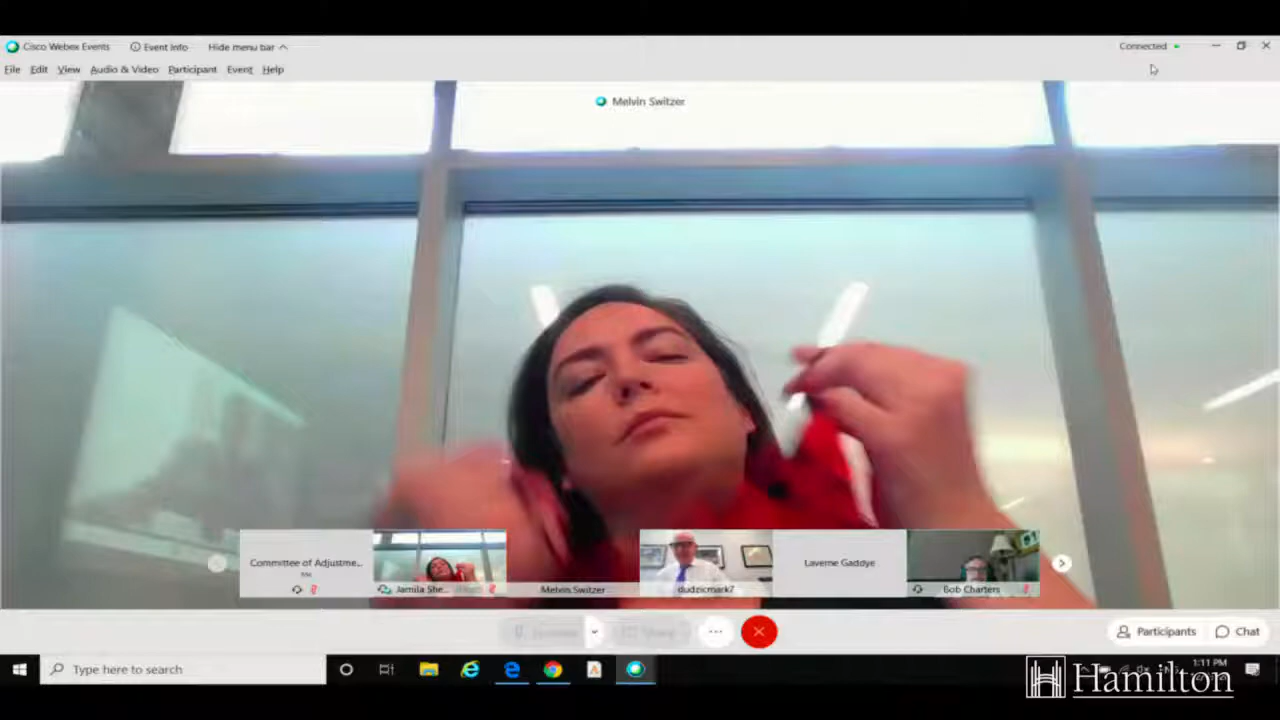 Cisco Webex Events Event Info Hide menu bar Connected
File Edit View Audio & Video Participant Event Help
Melvin Switzer
Committee of Adjustme...
Laverne Gaddye
Jamila She... Melvin Switzer dudzicmark7 Bob Charters
Participants Chat
Type here to search
1:11 PM
Hamilton